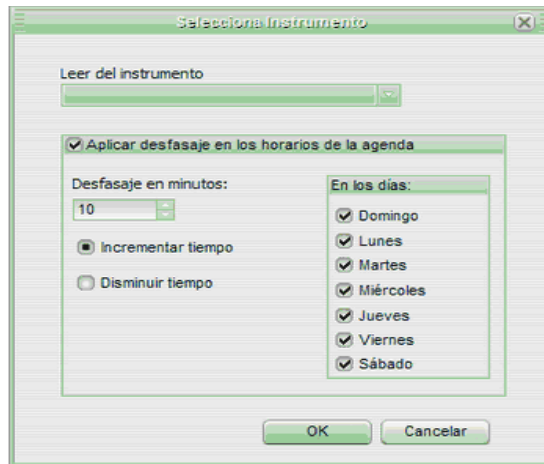 Selecciona Instrumento
Leer del instrumento
Aplicar desfasaje en los horarios de la agenda
Desfasaje en minutos:
10
Incrementar tiempo
Disminuir tiempo
En los días:
Domingo
Lunes
Martes
Miércoles
Jueves
Viernes
Sábado
OK
Cancelar